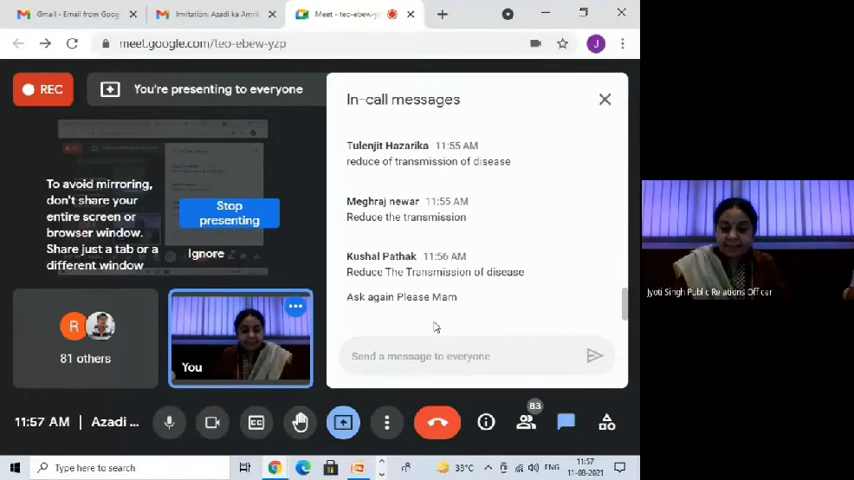 Gmail - Email from Goog
Invitation: Azadi ka Amri
Meet - teo-ebew-yz
meet.google.com/teo-ebew-yzp
J
REC
You're presenting to everyone
In-call messages
To avoid mirroring,
don't share your
entire screen or
browser window.
Share just a tab or a
different window
Stop
presenting
Ignore
Tulenjit Hazarika 11:55 AM
reduce of transmission of disease
Meghraj newar 11:55 AM
Reduce the transmission
Kushal Pathak 11:56 AM
Reduce The Transmission of disease
Ask again Please Mam
R
81 others
You
Send a message to everyone
Jyoti Singh Public Relations Officer
11:57 AM | Azadi ...
83
Type here to search
33°C
ENG
11:57
11-08-2021